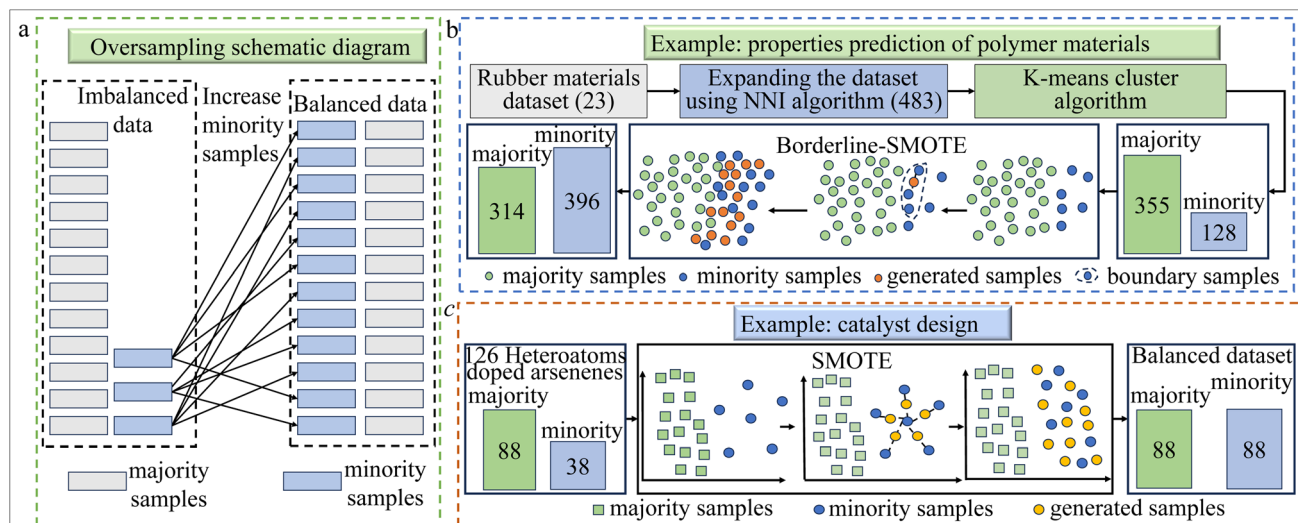 a
Oversampling schematic diagram
Imbalanced
data
Increase
minority
samples
Balanced data
majority
samples
minority
samples
b
Example: properties prediction of polymer materials
Rubber materials
dataset (23)
Expanding the dataset
using NNI algorithm (483)
K-means cluster
algorithm
majority
314
minority
396
Borderline-SMOTE
majority
355
minority
128
majority samples
minority samples
generated samples
boundary samples
c
Example: catalyst design
126 Heteroatoms
doped arsenenes
majority
88
minority
38
SMOTE
Balanced dataset
majority
88
minority
88
majority samples
minority samples
generated samples